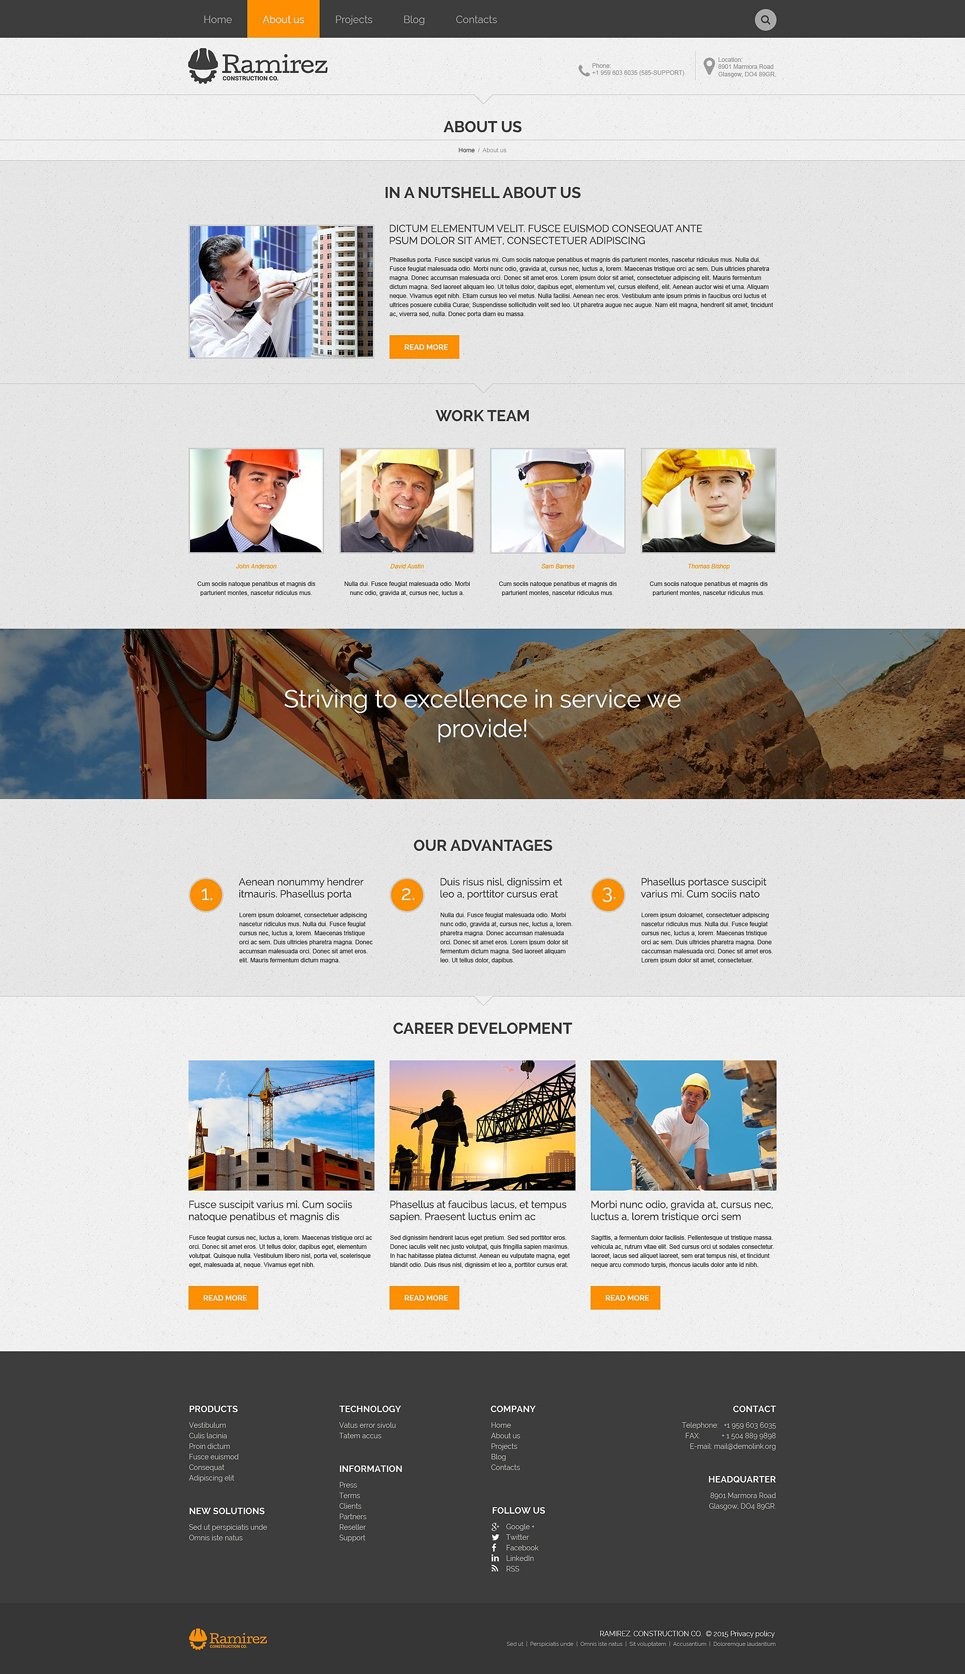 Home About us Projects Blog Contacts
Ramirez
CONSTRUCTION CO.
Phone:
+1 959 603 6035 (585-SUPPORT)
Location:
8901 Marmora Road
Glasgow, DO4 89GR.
ABOUT US
Home / About us
IN A NUTSHELL ABOUT US
DICTUM ELEMENTUM VELIT. FUSCE EUISMOD CONSEQUAT ANTE
PSUM DOLOR SIT AMET, CONSECTETUER ADIPISCING
Phasellus porta. Fusce suscipit varius mi. Cum sociis natoque penatibus et magnis dis parturient montes, nascetur ridiculus mus. Nulla dui.
Fusce feugiat malesuada odio. Morbi nunc odio, gravida at, cursus nec, luctus a, lorem. Maecenas tristique orci ac sem. Duis ultricies pharetra
magna. Donec accumsan malesuada orci. Donec sit amet eros. Lorem ipsum dolor sit amet, consectetuer adipiscing elit. Mauris fermentum
dictum magna. Sed laoreet aliquam leo. Ut tellus dolor, dapibus eget, elementum vel, cursus eleifend, elit. Aenean auctor wisi et urna. Aliquam
neque. Vivamus eget nibh. Etiam cursus leo vel metus. Nulla facilisi. Aenean nec eros. Vestibulum ante ipsum primis in faucibus orci luctus et
ultrices posuere cubilia Curae; Suspendisse sollicitudin velit sed leo. Ut pharetra augue nec augue. Nam elit magna, hendrerit sit amet, tincidunt
ac, viverra sed, nulla. Donec porta diam eu massa
READ MORE
WORK TEAM
John Anderson
Cum sociis natoque penatibus et magnis dis
parturient montes, nascetur ridiculus mus.
David Austin
Nulla dui. Fusce feugiat malesuada odio. Morbi
nunc odio, gravida at, cursus nec, luctus a.
Sam Barnes
Cum sociis natoque penatibus et magnis dis
parturient montes, nascetur ridiculus mus.
Thomas Bishop
Cum sociis natoque penatibus et magnis dis
parturient montes, nascetur ridiculus mus.
Striving to excellence in service we
provide!
OUR ADVANTAGES
1.
Aenean nonummy hendrer
itmauris. Phasellus porta
Lorem ipsum doloamet, consectetuer adipiscing
nascetur ridiculus mus. Nulla dui. Fusce feugiat
cursus nec, luctus a, lorem. Maecenas tristique
orci ac sem. Duis ultricies pharetra magna. Donec
accumsan malesuada orci. Donec sit amet eros.
elit. Mauris fermentum dictum magna.
2.
Duis risus nisl, dignissim et
leo a, porttitor cursus erat
Nulla dui. Fusce feugiat malesuada odio. Morbi
nunc odio, gravida at, cursus nec, luctus a, lorem.
pharetra magna. Donec accumsan malesuada
orci. Donec sit amet eros. Lorem ipsum dolor sit
fermentum dictum magna. Sed laoreet aliquam
leo. Ut tellus dolor, dapibus.
3.
Phasellus portasce suscipit
varius mi. Cum sociis nato
Lorem ipsum doloamet, consectetuer adipiscing
nascetur ridiculus mus. Nulla dui. Fusce feugiat
cursus nec, luctus a, lorem. Maecenas tristique
orci ac sem. Duis ultricies pharetra magna. Done
caccumsan malesuada orci. Donec sit amet eros.
Lorem ipsum dolor sit amet, consectetuer.
CAREER DEVELOPMENT
Fusce suscipit varius mi. Cum sociis
natoque penatibus et magnis dis
Fusce feugiat cursus nec, luctus a, lorem. Maecenas tristique orci ac
orci. Donec sit amet eros. Ut tellus dolor, dapibus eget, elementum
volutpat. Quisque nulla. Vestibulum libero nisl, porta vel, scelerisque
eget, malesuada at, neque. Vivamus eget nibh.
READ MORE
Phasellus at faucibus lacus, et tempus
sapien. Praesent luctus enim ac
Sed dignissim hendrerit lacus eget pretium. Sed sed porttitor eros.
Donec iaculis velit nec justo volutpat, quis fringilla sapien maximus.
In hac habitasse platea dictumst. Aenean eu vulputate magna, eget
blandit odio. Duis risus nisl, dignissim et leo a, porttitor cursus erat.
READ MORE
Morbi nunc odio, gravida at, cursus nec,
luctus a, lorem tristique orci sem
Sagittis, a fermentum dolor facilisis. Pellentesque ut tristique massa.
vehicula ac, rutrum vitae elit. Sed cursus orci ut sodales consectetur.
laoreet, lacus sed aliquet laoreet, sem erat tempus nisi, et tincidunt
neque arcu commodo turpis, rhoncus iaculis dolor ante id nibh.
READ MORE
PRODUCTS
Vestibulum
Culis lacinia
Proin dictum
Fusce euismod
Consequat
Adipiscing elit
NEW SOLUTIONS
Sed ut perspiciatis unde
Omnis iste natus
TECHNOLOGY
Vatus error sivolu
Tatem accus
INFORMATION
Press
Terms
Clients
Partners
Reseller
Support
COMPANY
Home
About us
Projects
Blog
Contacts
FOLLOW US
Google +
Twitter
Facebook
LinkedIn
RSS
CONTACT
Telephone: +1 959 603 6035
FAX: + 1 504 889 9898
E-mail: mail@demolink.org
HEADQUARTER
8901 Marmora Road
Glasgow, DO4 89GR.
Ramirez
CONSTRUCTION CO.
RAMIREZ. CONSTRUCTION CO. © 2015 Privacy policy
Sed ut | Perspiciatis unde | Omnis iste natus | Sit voluptatem | Accusantium | Doloremque laudantium